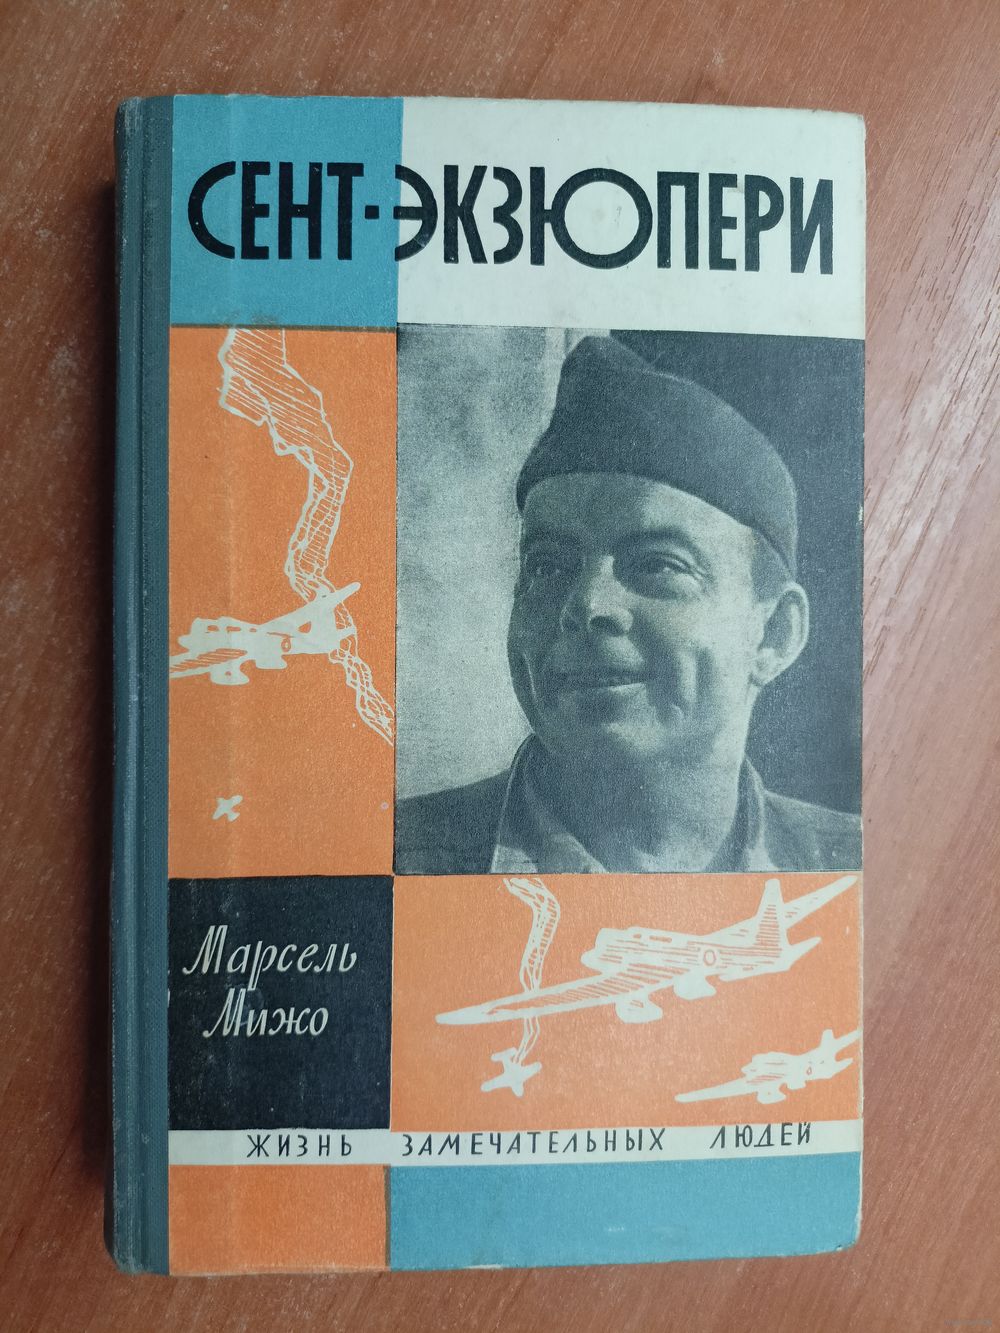 СЕНТ-ЭКЗЮПЕРИ
Марсель
Мижо
ЖИЗНЬ ЗАМЕЧАТЕЛЬНЫХ ЛЮДЕЙ